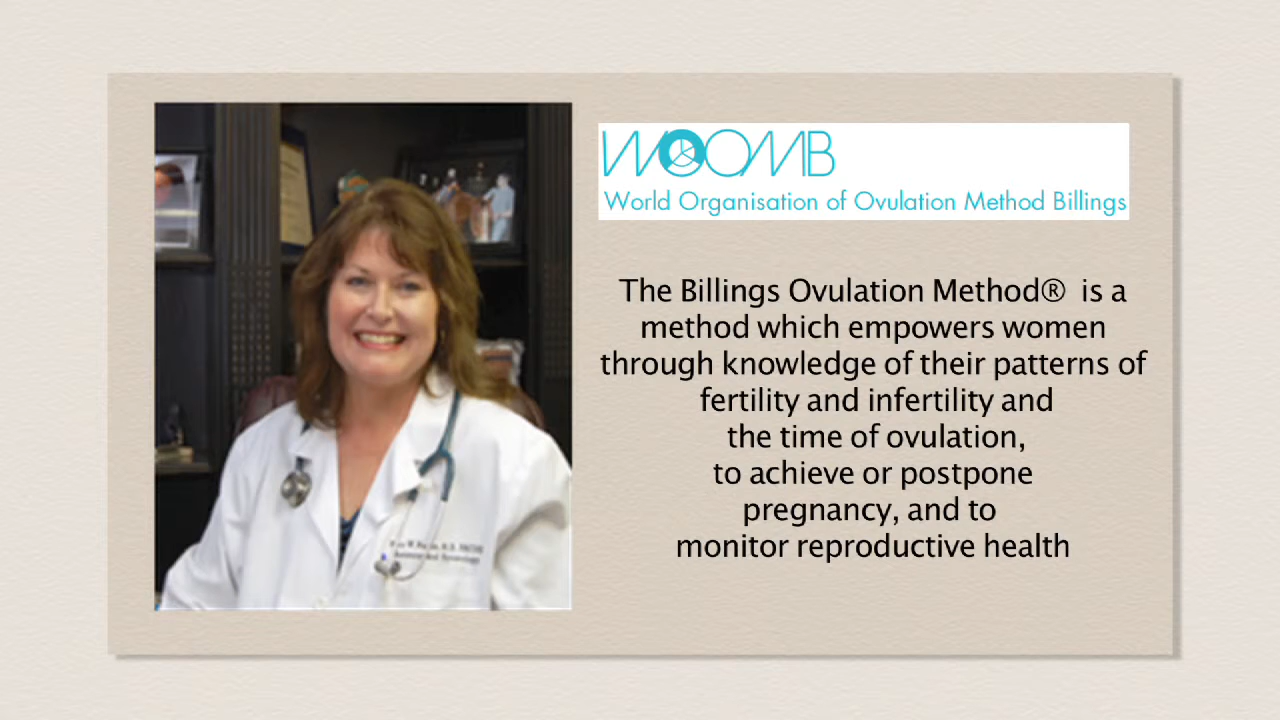 WOOMB
World Organisation of Ovulation Method Billings
The Billings Ovulation Method® is a
method which empowers women
through knowledge of their patterns of
fertility and infertility and
the time of ovulation,
to achieve or postpone
pregnancy, and to
monitor reproductive health